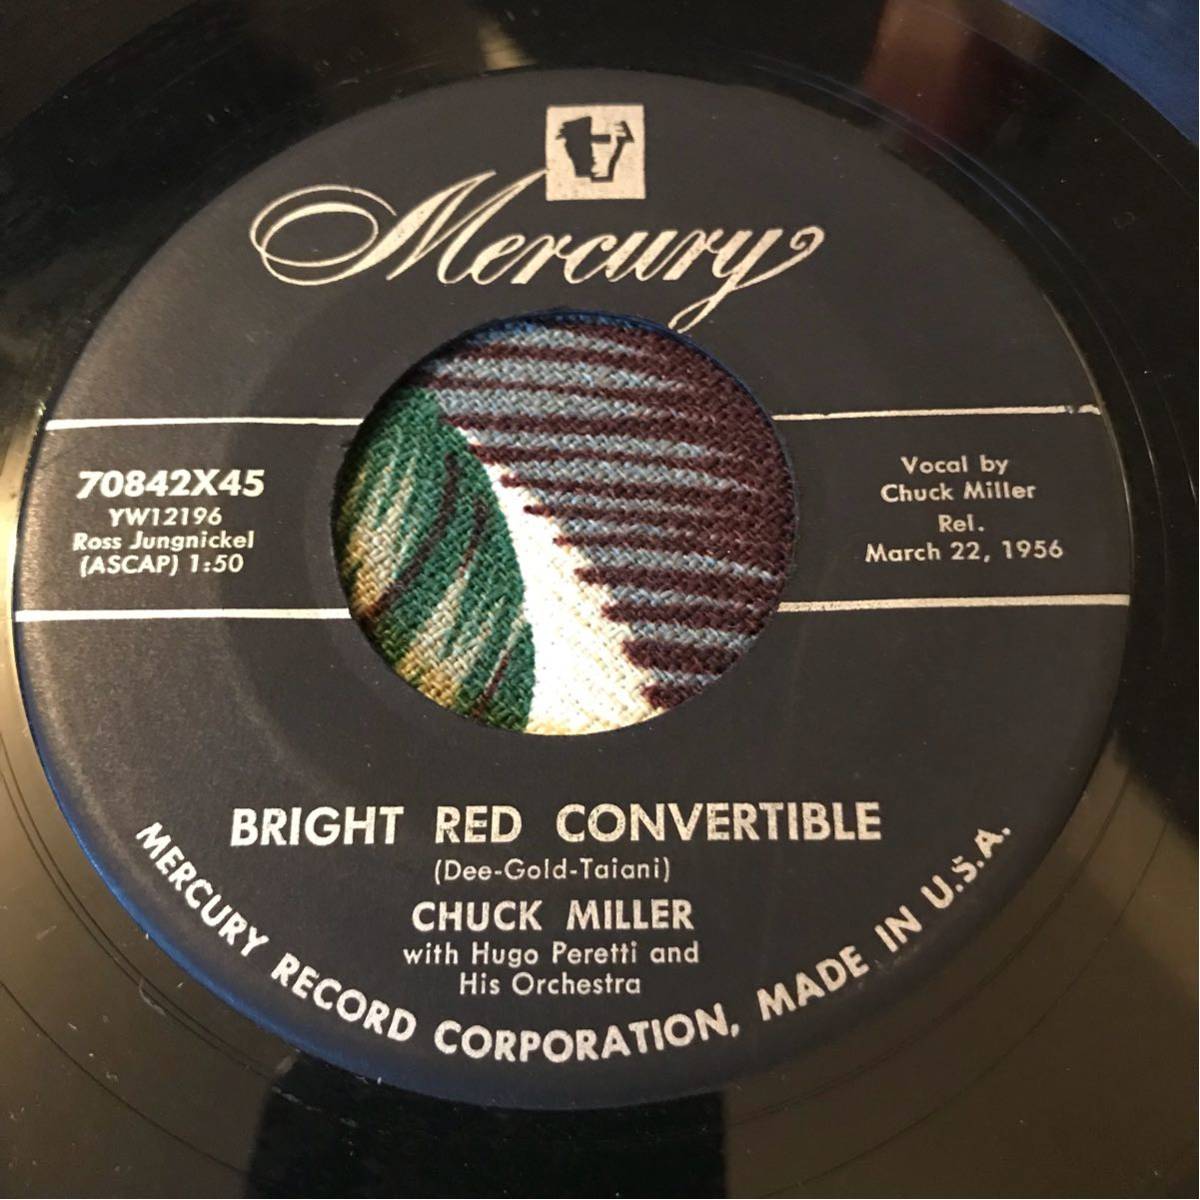 Mercury
70842X45
YW12196
Ross Jungnickel
(ASCAP) 1:50
Vocal by
Chuck Miller
Rel.
March 22, 1956
BRIGHT RED CONVERTIBLE
(Dee-Gold-Taiani)
CHUCK MILLER
with Hugo Peretti and
His Orchestra
MERCURY RECORD CORPORATION, MADE IN U.S.A.